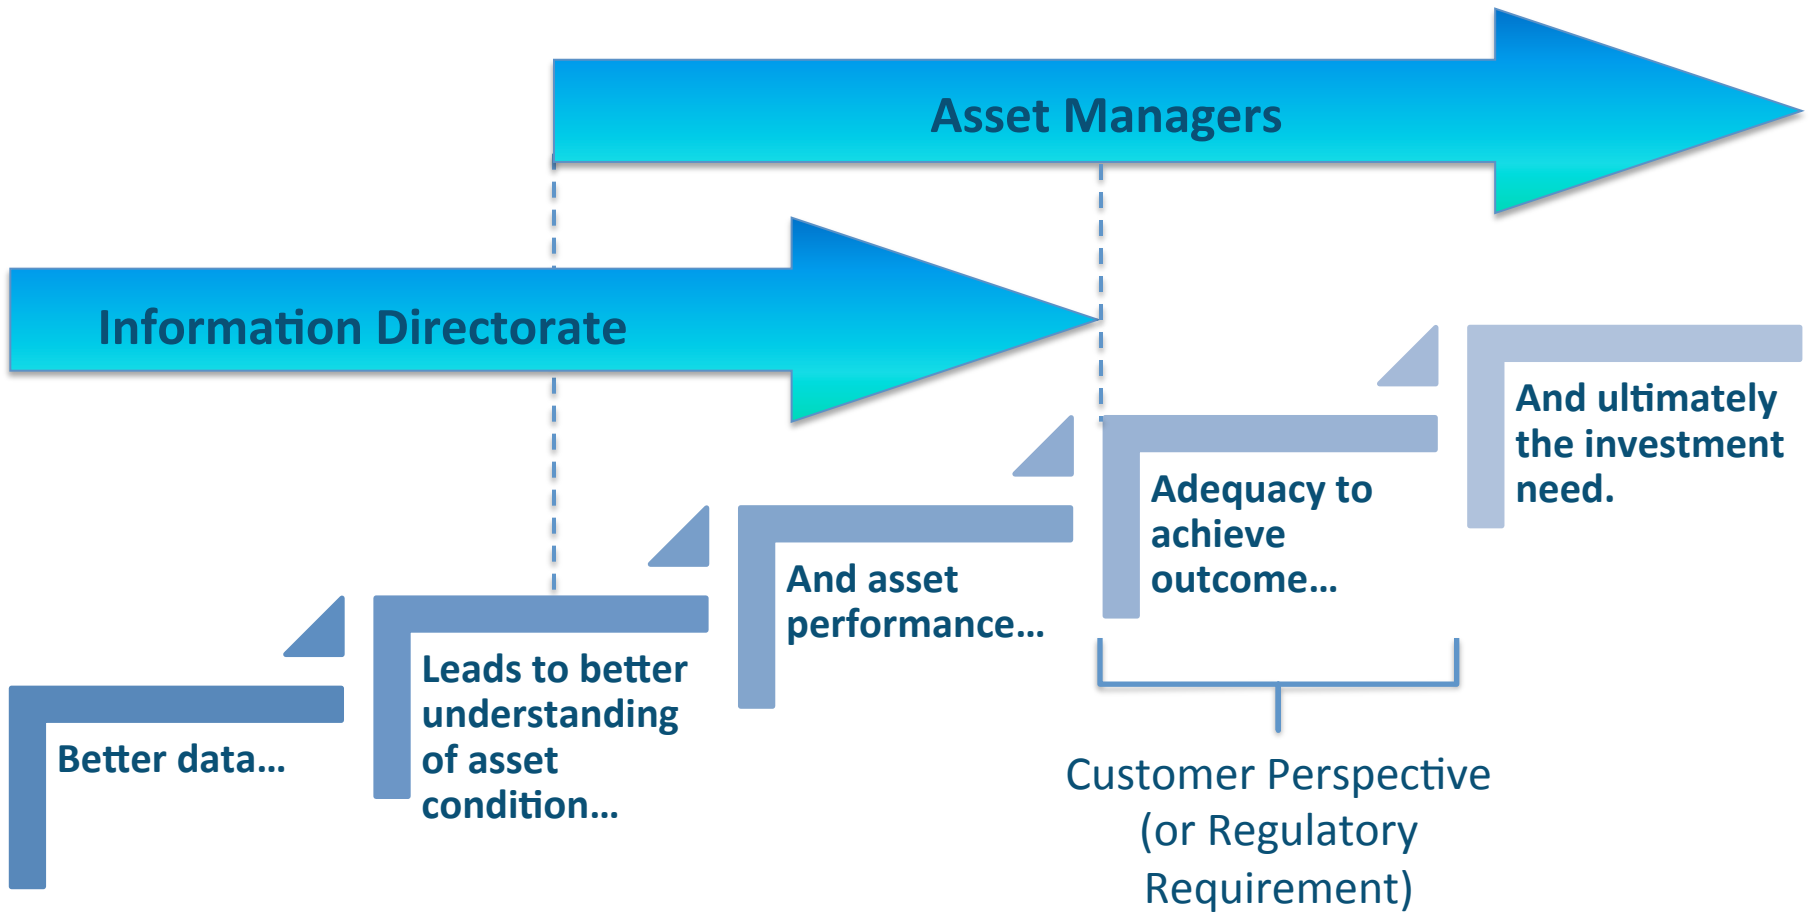 Asset Managers
Information Directorate
Better data…
Leads to better
understanding
of asset
condition…
And asset
performance…
Adequacy to
achieve
outcome…
And ultimately
the investment
need.
Customer Perspective
(or Regulatory
Requirement)